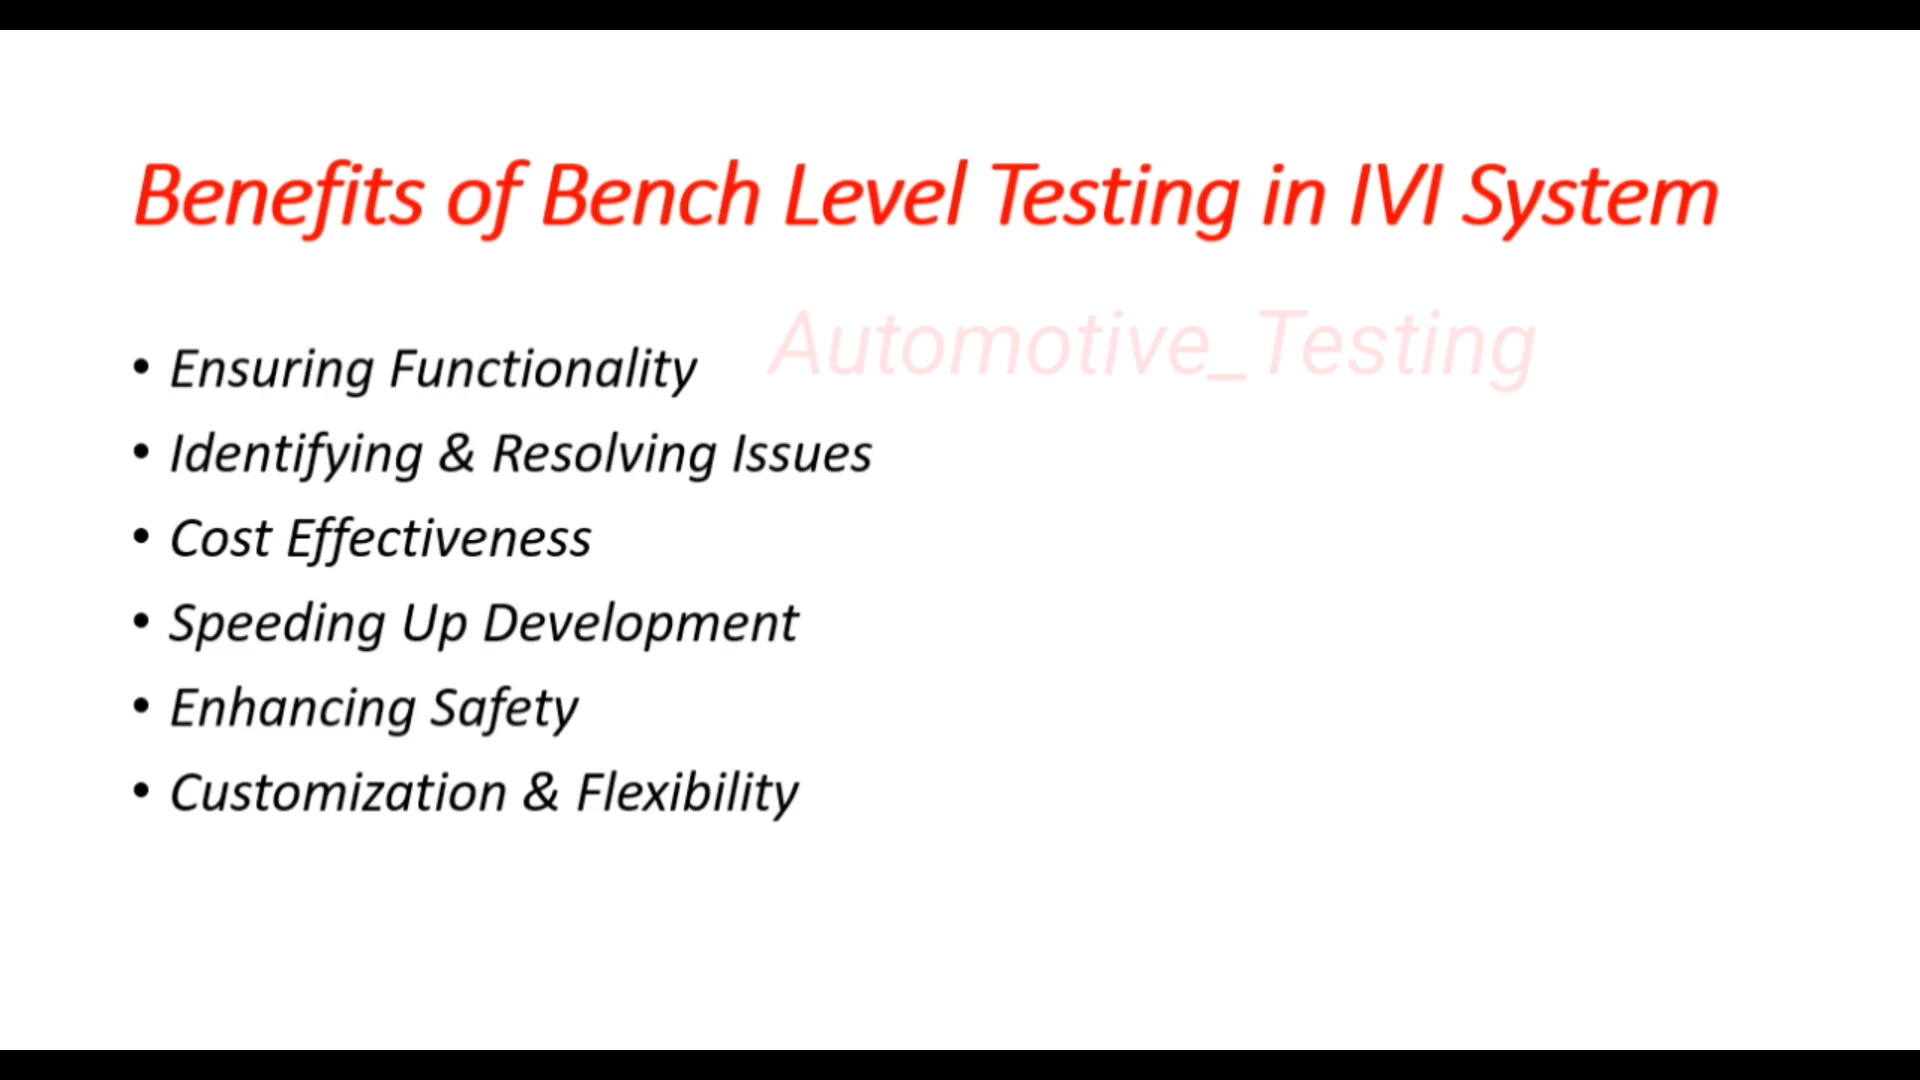 Benefits of Bench Level Testing in IVI System
Automotive_Testing
• Ensuring Functionality
• Identifying & Resolving Issues
• Cost Effectiveness
• Speeding Up Development
• Enhancing Safety
• Customization & Flexibility